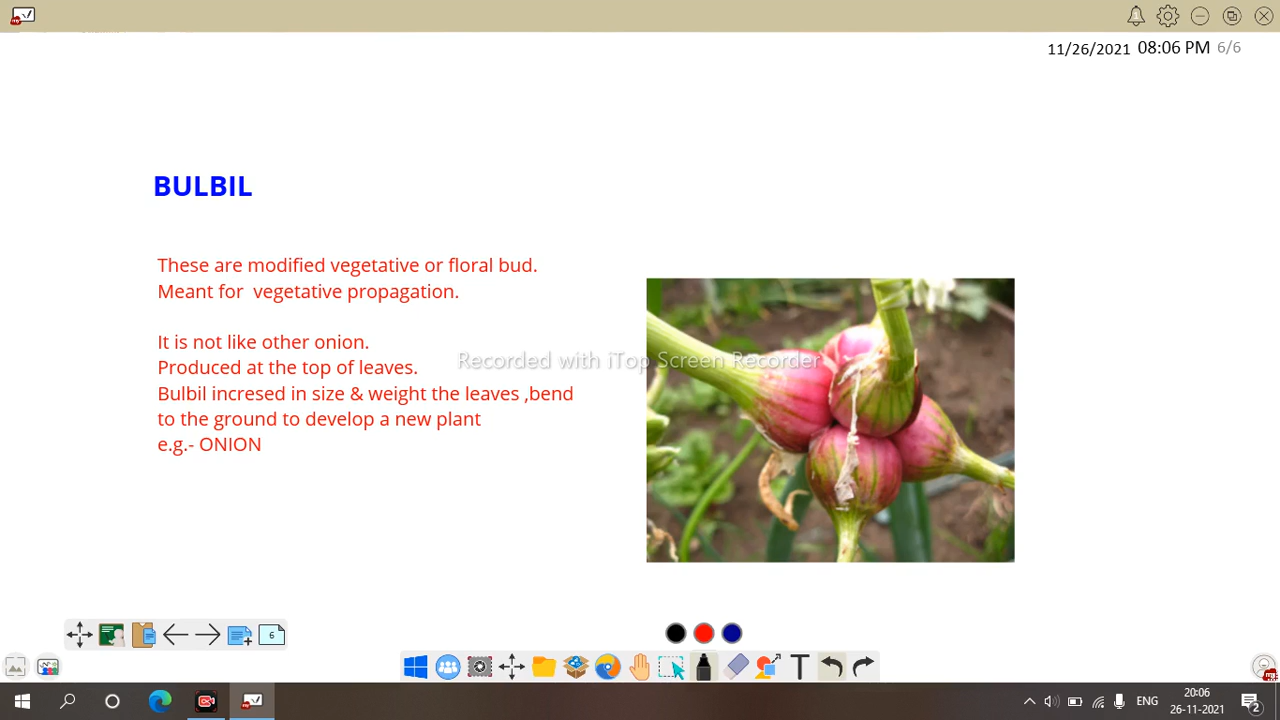 11/26/2021 08:06 PM 6/6
BULBIL
These are modified vegetative or floral bud.
Meant for vegetative propagation.
It is not like other onion.
Produced at the top of leaves.
Recorded with iTop Screen Recorder
Bulbil incresed in size & weight the leaves ,bend
to the ground to develop a new plant
e.g.- ONION
6
T
ENG
20:06
26-11-2021
2